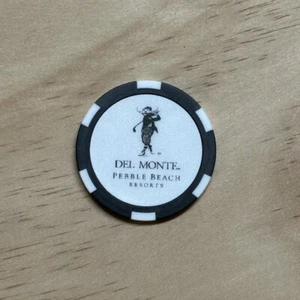 DEL MONTE
PEBBLE BEACH
RESORTS